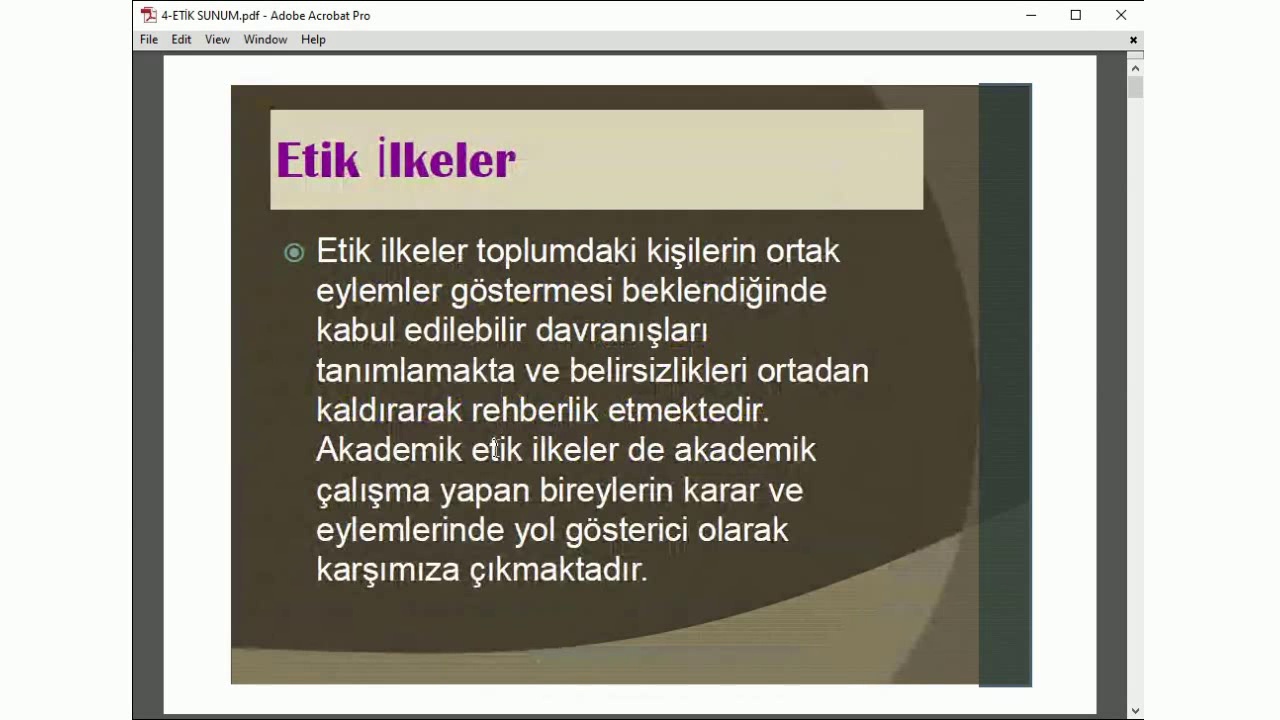 4-ETİK SUNUM.pdf - Adobe Acrobat Pro
File Edit View Window Help
Etik İlkeler
Etik ilkeler toplumdaki kişilerin ortak
eylemler göstermesi beklendiğinde
kabul edilebilir davranışları
tanımlamakta ve belirsizlikleri ortadan
kaldırarak rehberlik etmektedir.
Akademik etik ilkeler de akademik
çalışma yapan bireylerin karar ve
eylemlerinde yol gösterici olarak
karşımıza çıkmaktadır.